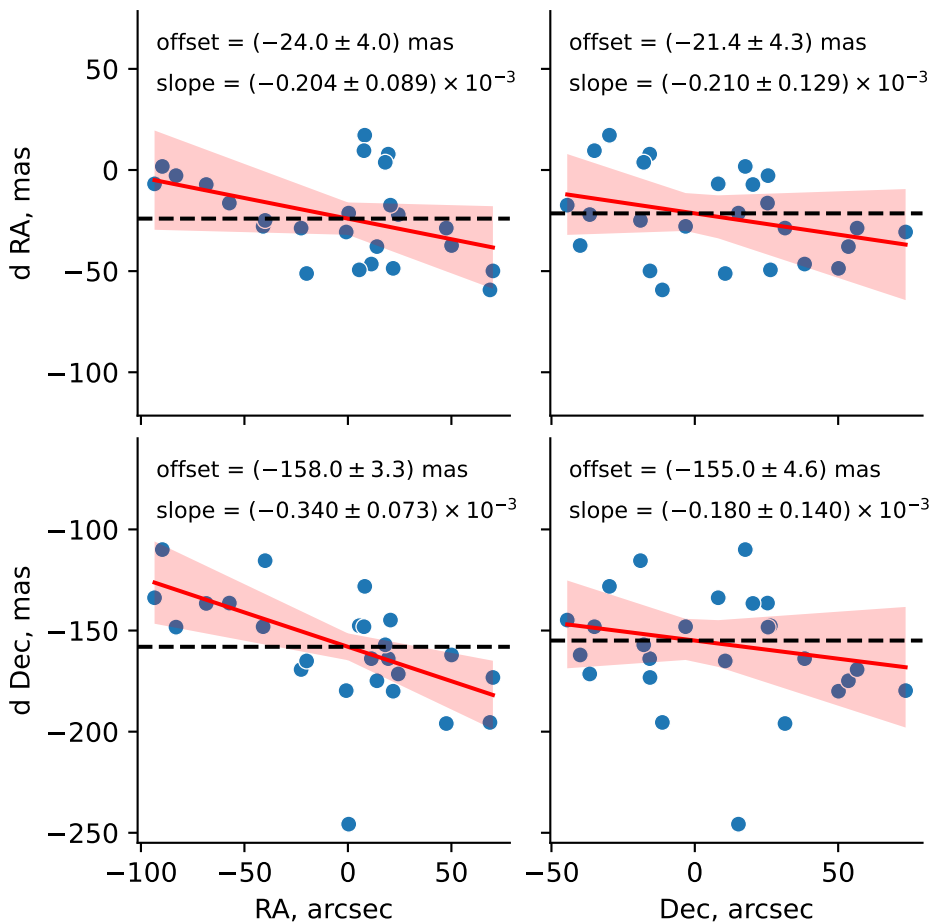 offset = (−24.0 ± 4.0) mas
slope = (−0.204 ± 0.089) × 10⁻³
offset = (−21.4 ± 4.3) mas
slope = (−0.210 ± 0.129) × 10⁻³
50
0
−50
−100
d RA, mas
offset = (−158.0 ± 3.3) mas
slope = (−0.340 ± 0.073) × 10⁻³
offset = (−155.0 ± 4.6) mas
slope = (−0.180 ± 0.140) × 10⁻³
−100
−150
−200
−250
d Dec, mas
−100 −50 0 50
−50 0 50
RA, arcsec
Dec, arcsec